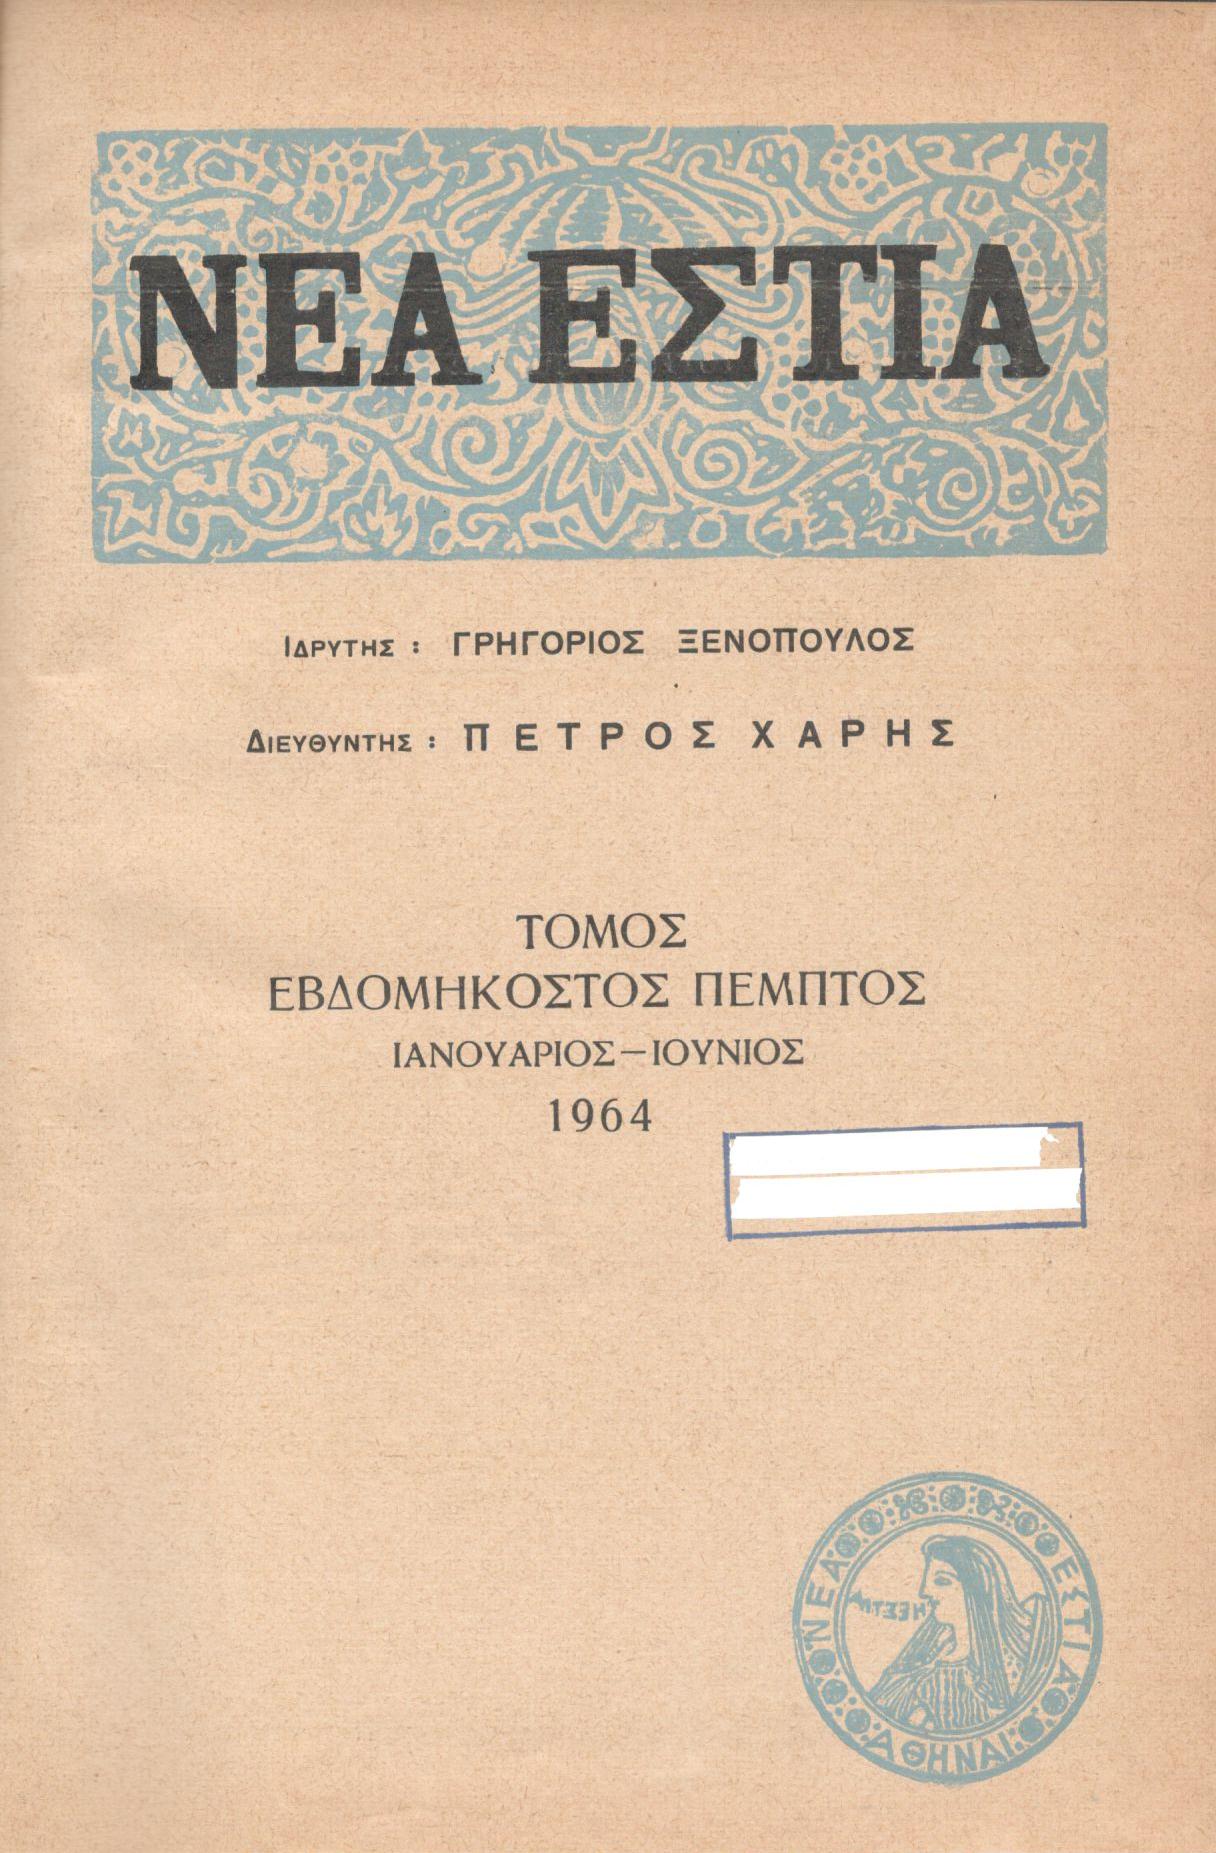 ΝΕΑ ΕΣΤΙΑ
ΙΔΡΥΤΗΣ : ΓΡΗΓΟΡΙΟΣ ΞΕΝΟΠΟΥΛΟΣ
ΔΙΕΥΘΥΝΤΗΣ : ΠΕΤΡΟΣ ΧΑΡΗΣ
ΤΟΜΟΣ
ΕΒΔΟΜΗΚΟΣΤΟΣ ΠΕΜΠΤΟΣ
ΙΑΝΟΥΑΡΙΟΣ—ΙΟΥΝΙΟΣ
1964
ΝΕΑ ΕΣΤΙΑ
ΑΘΗΝΑΙ